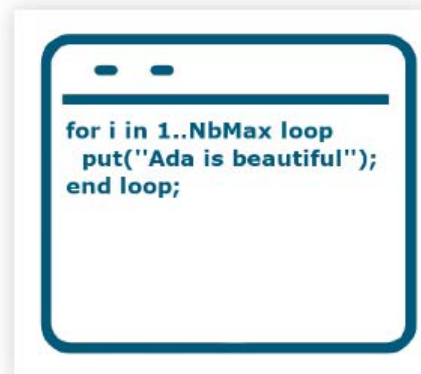 for i in 1..NbMax loop
put("Ada is beautiful");
end loop;